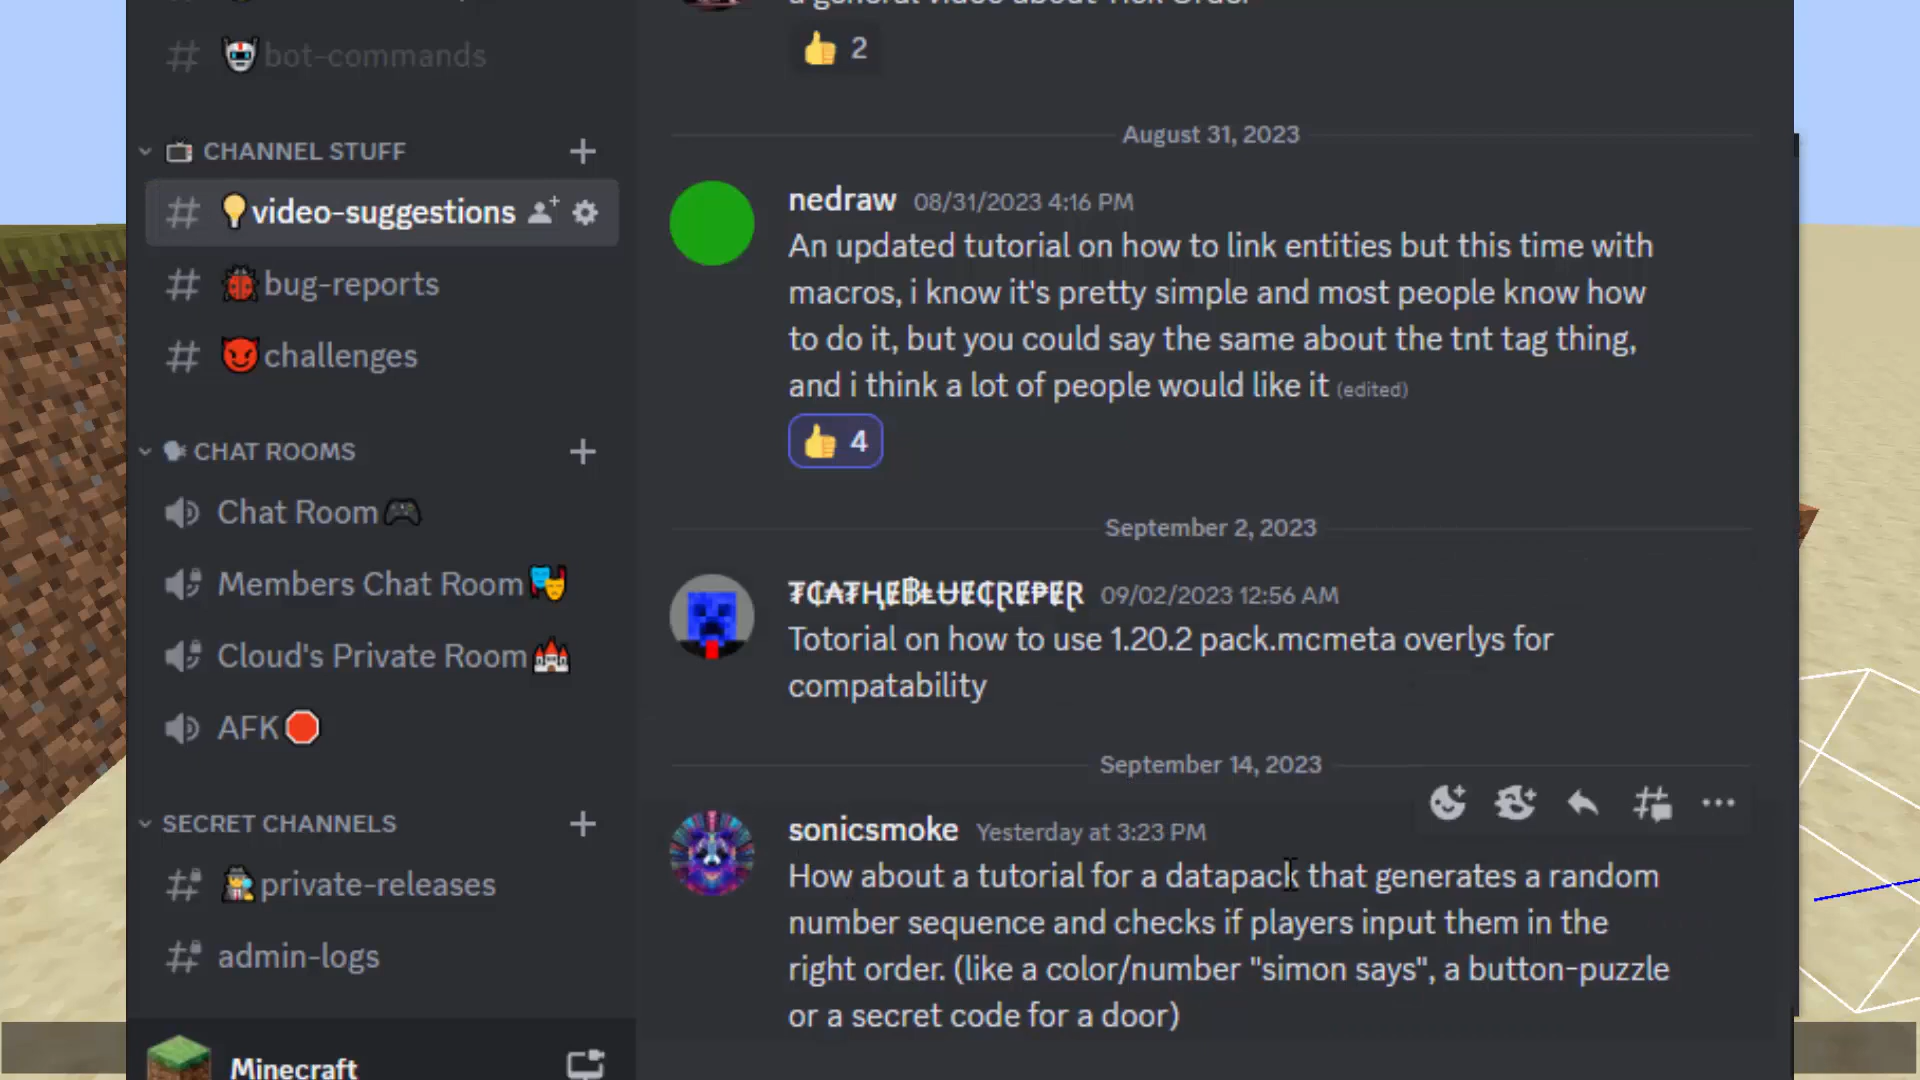 bot-commands
CHANNEL STUFF
video-suggestions
bug-reports
challenges
CHAT ROOMS
Chat Room
Members Chat Room
Cloud's Private Room
AFK
SECRET CHANNELS
private-releases
admin-logs
Minecraft
a general video about Tick Order
2
August 31, 2023
nedraw 08/31/2023 4:16 PM
An updated tutorial on how to link entities but this time with
macros, i know it's pretty simple and most people know how
to do it, but you could say the same about the tnt tag thing,
and i think a lot of people would like it (edited)
4
September 2, 2023
₮₵₳₮ⱧɆ฿ⱠɄɆ₵ⱤɆ₱ɆⱤ 09/02/2023 12:56 AM
Totorial on how to use 1.20.2 pack.mcmeta overlys for
compatability
September 14, 2023
sonicsmoke Yesterday at 3:23 PM
How about a tutorial for a datapack that generates a random
number sequence and checks if players input them in the
right order. (like a color/number "simon says", a button-puzzle
or a secret code for a door)